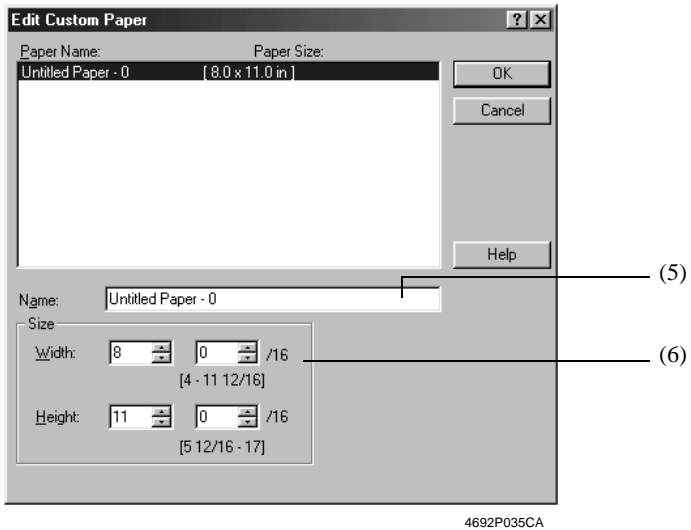 Edit Custom Paper
Paper Name: Paper Size:
Untitled Paper - 0 [ 8.0 x 11.0 in ]
OK
Cancel
Help
(5)
Name: Untitled Paper - 0
Size
Width: 8 0 /16
(6)
[4 - 11 12/16]
Height: 11 0 /16
[5 12/16 - 17]
4692P035CA